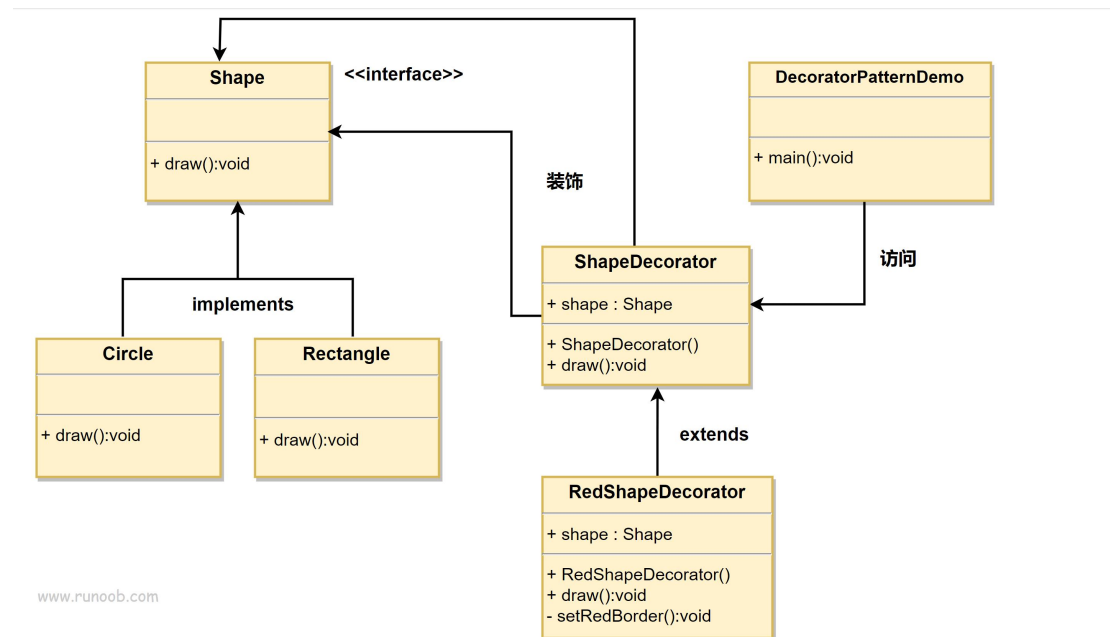 Shape
<<interface>>
+ draw():void
DecoratorPatternDemo
+ main():void
装饰
访问
ShapeDecorator
+ shape : Shape
+ ShapeDecorator()
+ draw():void
implements
Circle
+ draw():void
Rectangle
+ draw():void
extends
RedShapeDecorator
+ shape : Shape
+ RedShapeDecorator()
+ draw():void
- setRedBorder():void
www.runoob.com